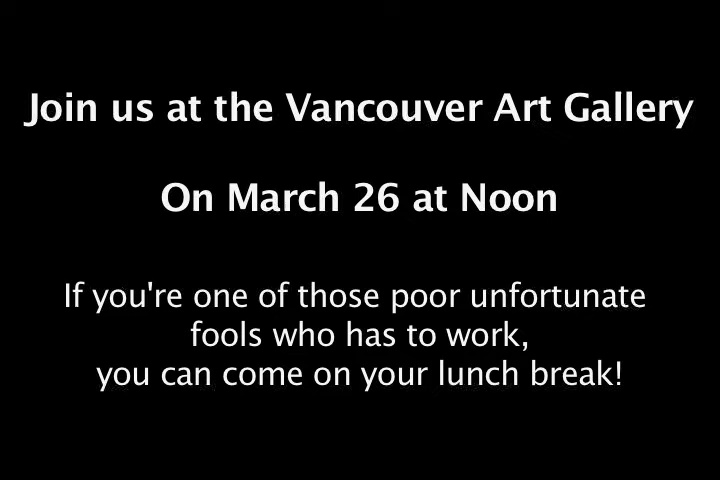 Join us at the Vancouver Art Gallery
On March 26 at Noon
If you're one of those poor unfortunate
fools who has to work,
you can come on your lunch break!